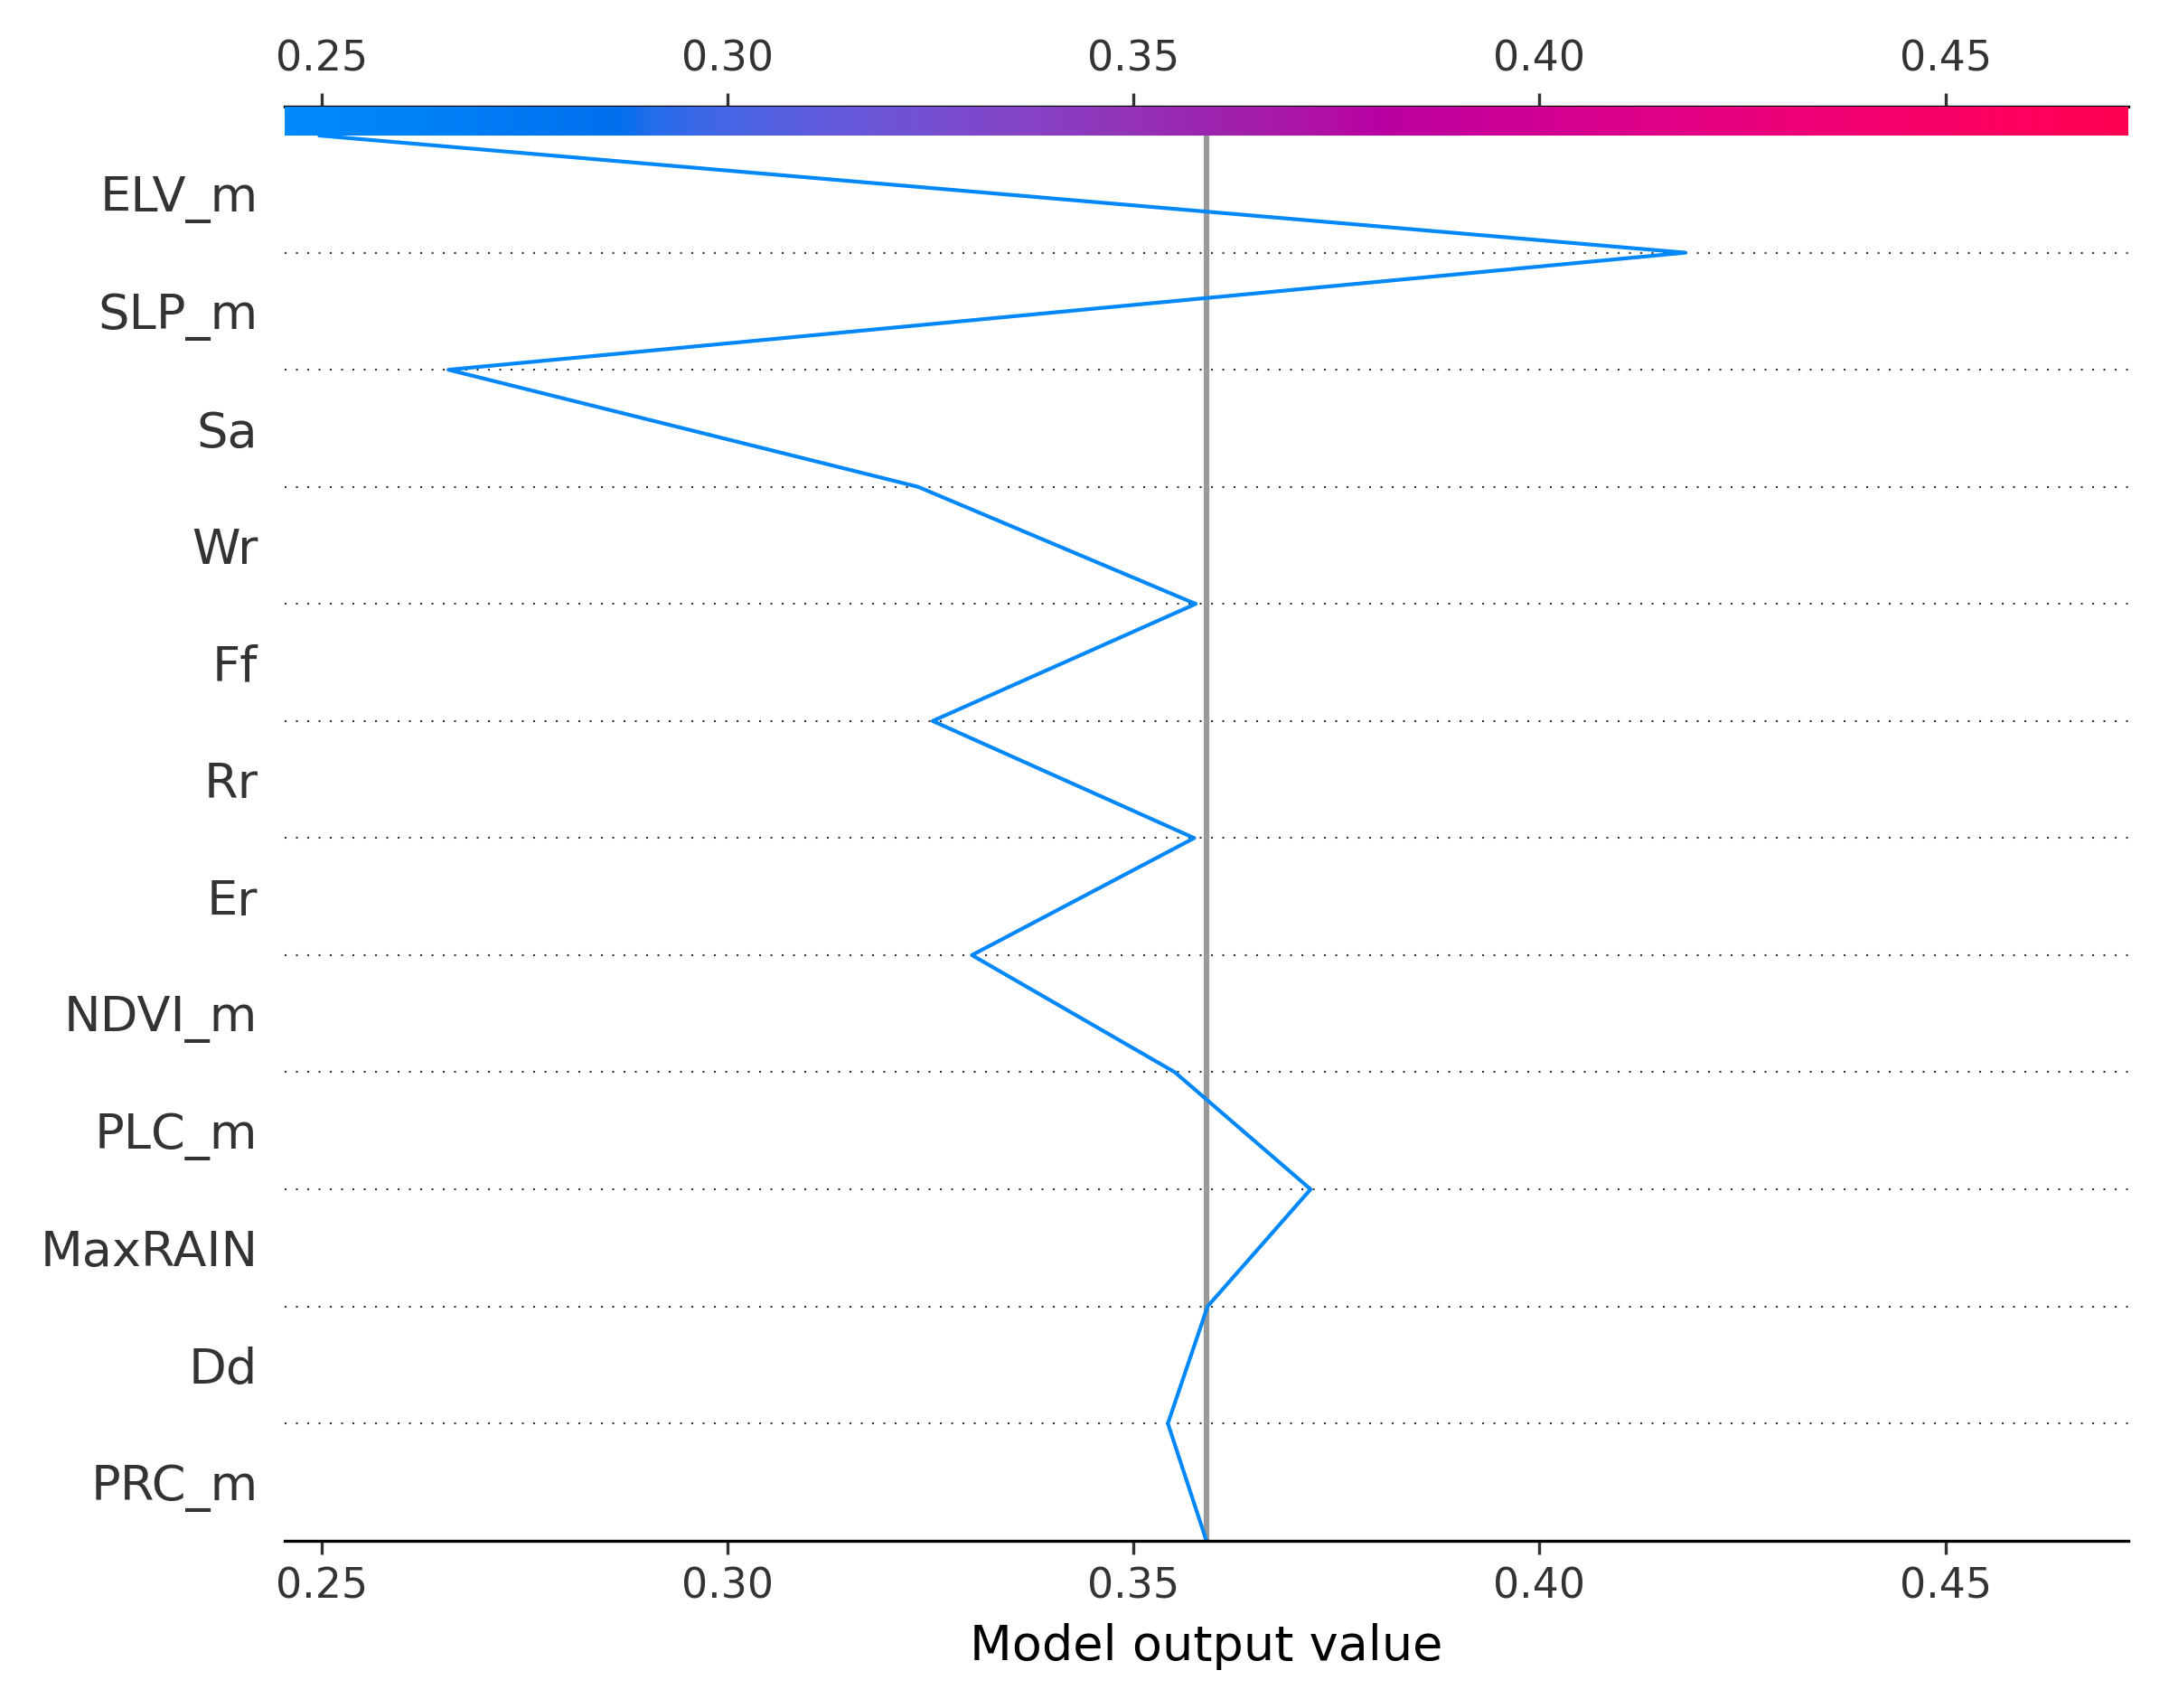 0.25 0.30 0.35 0.40 0.45
ELV_m
SLP_m
Sa
Wr
Ff
Rr
Er
NDVI_m
PLC_m
MaxRAIN
Dd
PRC_m
0.25 0.30 0.35 0.40 0.45
Model output value